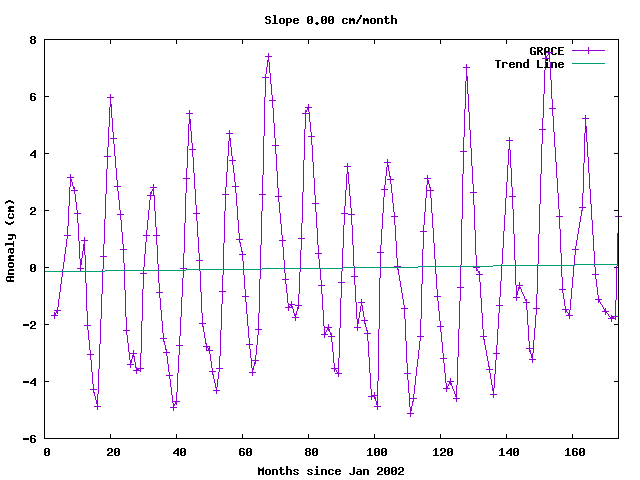 Slope 0.00 cm/month
GRACE
Trend Line
Anomaly (cm)
8
6
4
2
0
-2
-4
-6
0 20 40 60 80 100 120 140 160
Months since Jan 2002